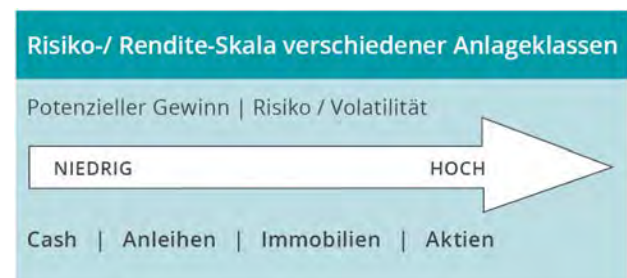 Risiko-/ Rendite-Skala verschiedener Anlageklassen
Potenzieller Gewinn | Risiko / Volatilität
NIEDRIG HOCH
Cash | Anleihen | Immobilien | Aktien